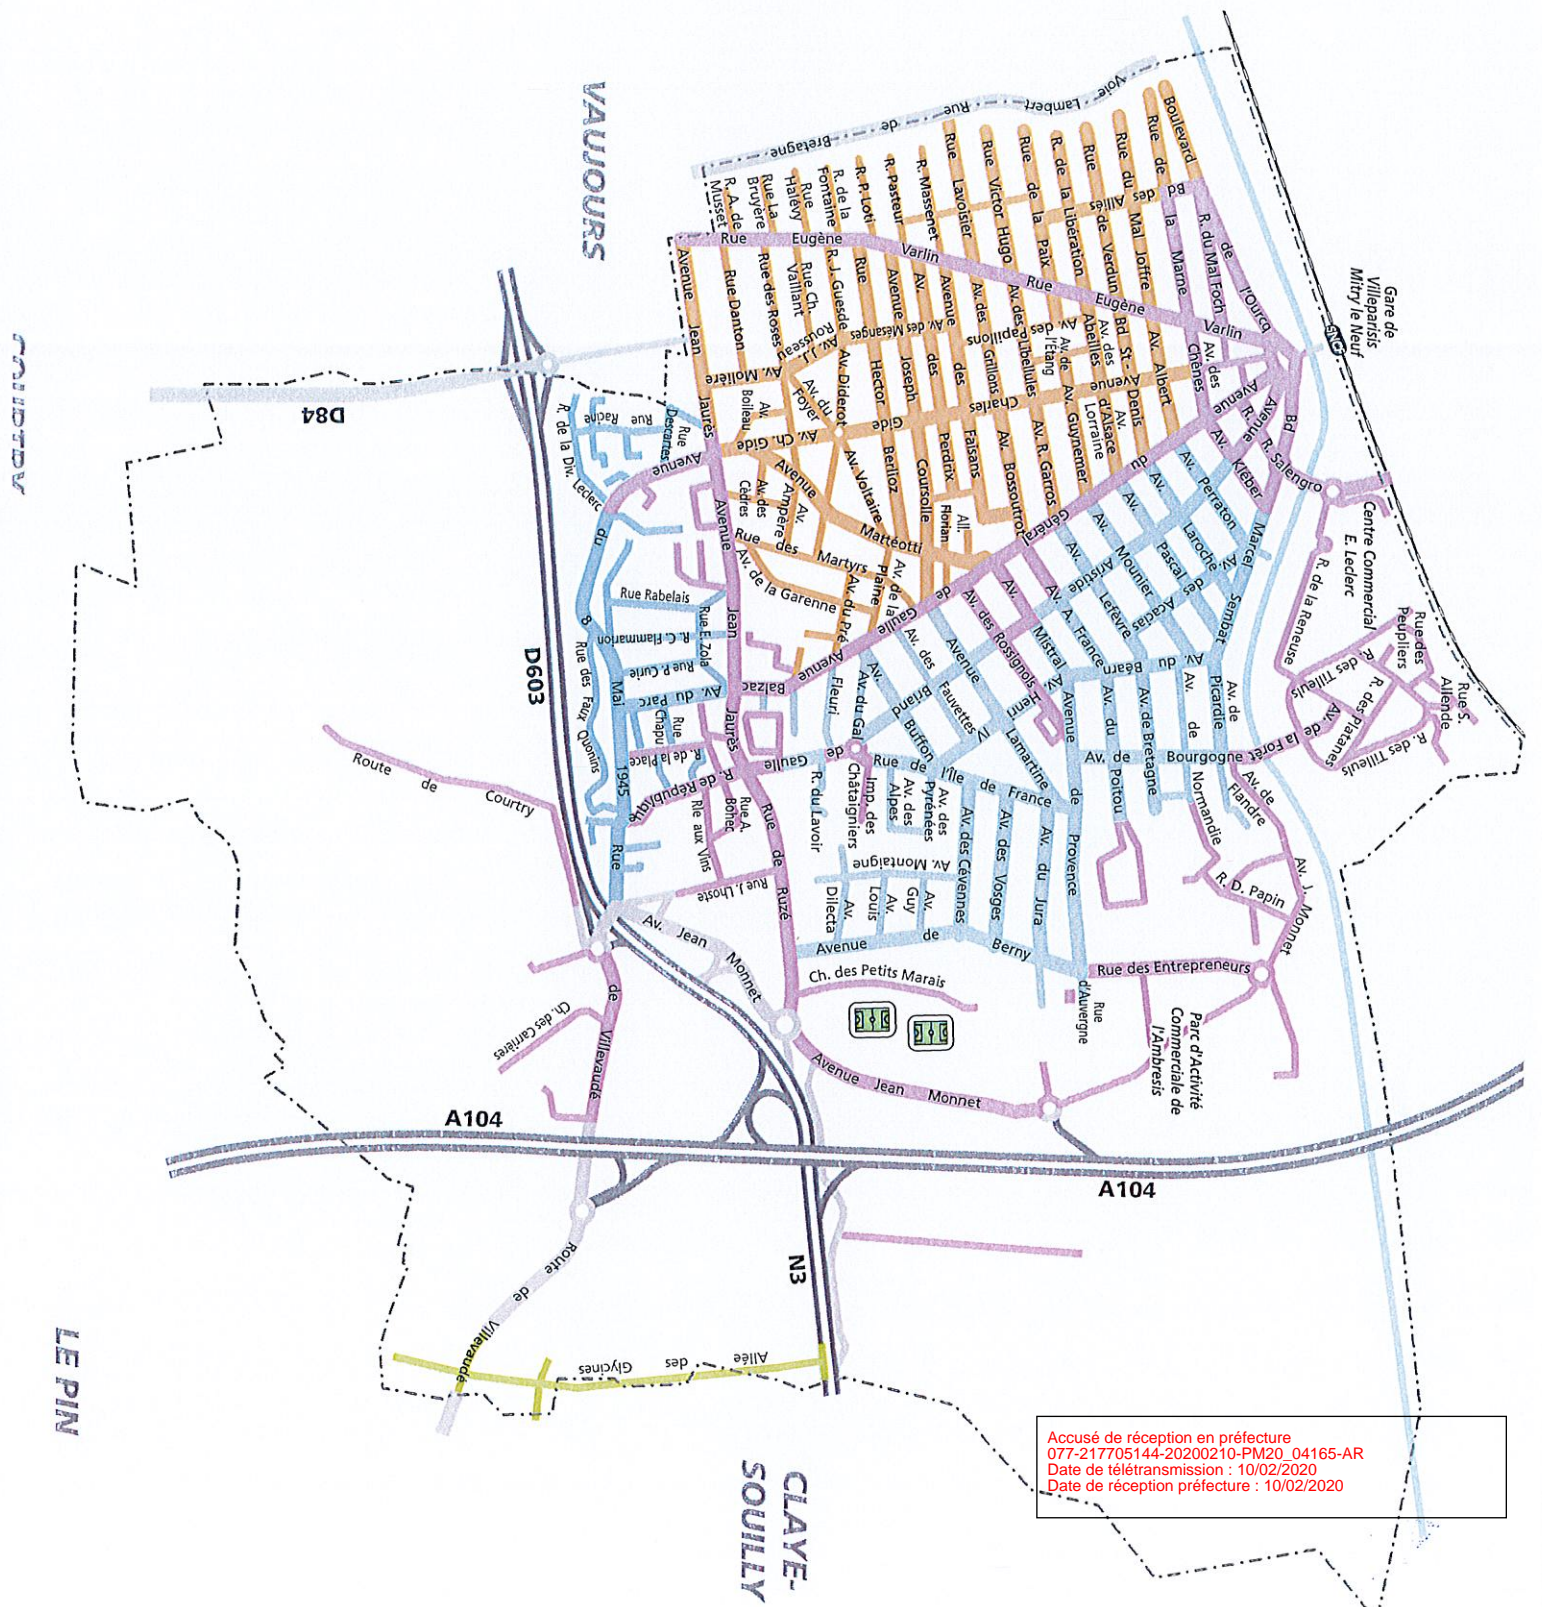 Gare de
Villeparisis
Mitry le Neuf
SNCF
VAUJOURS
COURTRY
LE PIN
CLAYE-
SOUILLY
Voie Lambert
Rue de Bretagne
Boulevard de l'Ourcq
Rue de la Marne
Bd des Alliés
R. du Mal Foch
Rue du Mal Joffre
Rue de Verdun
R. de la Libération
Rue de la Paix
Rue Victor Hugo
Rue Lavoisier
R. Massenet
R. Pasteur
R. P. Loti
R. de la
Fontaine
Rue
Halévy
Rue La
Bruyère
R. A. de
Musset
Rue Eugène Varlin
Rue Eugène Varlin
Avenue Jean Jaurès
Rue Danton
Rue des Roses
Rue Ch.
Vaillant
R. J. Guesde
Av. J.J.
Rousseau
Av. Molière
Av. des Mésanges
Av. Diderot
Av. du
Foyer
Av.
Boileau
Av. Ch. Gide
Avenue Charles Gide
Rue Hector Berlioz
Avenue Joseph Coursolle
Av. des Perdrix
Avenue des Faisans
Av. des Papillons
Av. des Grillons
Av. Bossoutrot
Av. des Libellules
Av. R. Garros
Av. de
l'Étang
Av. Guynemer
Av. des
Abeilles
Av.
d'Alsace
Lorraine
Bd St-Denis
Av. Albert
Av. des
Chênes
Avenue
R.
Avenue R. Salengro
Av. Kléber
Bd Marcel Sembat
Centre Commercial
E. Leclerc
R. de la Reneuse
Rue des
Peupliers
R. des Tilleuls
R. des Platanes
Rue S.
Allende
R. des Tilleuls
Av. de la Forêt
Avenue du Général de Gaulle
Av. Perraton
Av. Laroche
Av. Pascal
Av. Mounier
Av. Lefèvre
Av. Aristide
Av. des Acacias
Av. A. France
Av. Mistral
Av. des Rossignols
Avenue Henri IV
Av. des Fauvettes
Briand
Av. Buffon
Av. du Gal de Gaulle
Av. Lamartine
Av. du Béarn
Av. de
Picardie
Av. de Normandie
Av. de Bretagne
Av. du Poitou
Avenue de Provence
Av. de Bourgogne
Av. de
Flandre
Av. J. Monnet
R. D. Papin
Rue des Entrepreneurs
Parc d'Activité
Commerciale de
l'Ambresis
Rue
d'Auvergne
Rue de l'Île de France
Av. du Jura
Av. des Vosges
Av. des Cévennes
Av. des
Pyrénées
Av. des
Alpes
Imp. des
Châtaigniers
R. du Lavoir
Av. Montaigne
Av.
Guy
Av.
Louis
Av.
Dilecta
Avenue de Berny
Ch. des Petits Marais
Avenue Jean Monnet
Av. Jean Monnet
Rue de Ruzé
Rue J. Lhoste
Rle aux Vins
Rue A.
Bohec
R. de République
R. de la Place
Rue
Chapu
Av. du Parc
Rue P. Curie
R. C. Flammarion
Rue E. Zola
Rue Rabelais
Rue des Faux Quonins
Rue du 8 Mai 1945
Balzac
Fleuri
Avenue Jean Jaurès
Avenue Mattéotti
Av. Voltaire
Av.
Ampère
Av. des
Cèdres
Rue des Martyrs
Av. de la Garenne
Av. du Pré
Av. de la
Plaine
All.
Florian
Rue
Descartes
Rue Racine
R. de la Div. Leclerc
D84
D603
Route de Courtry
Ch. des Carrières
de Villevaudé
Route de Villevaudé
A104
A104
N3
Allée des Glycines
Accusé de réception en préfecture
077-217705144-20200210-PM20_04165-AR
Date de télétransmission : 10/02/2020
Date de réception préfecture : 10/02/2020